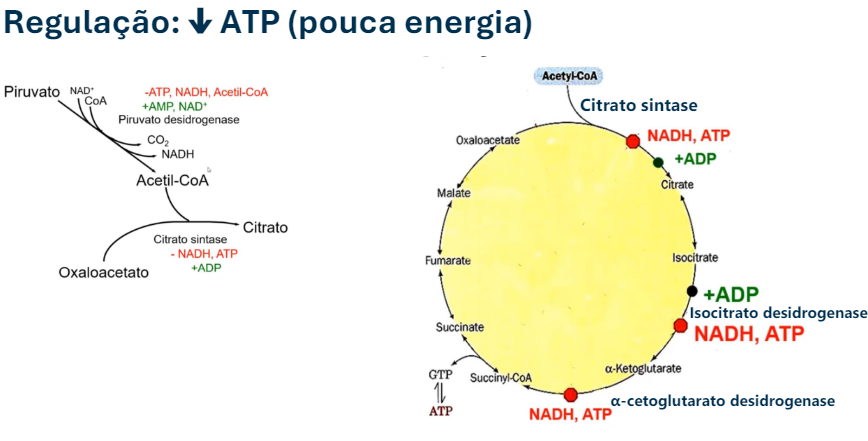 Regulação: ↓ ATP (pouca energia)
Piruvato
NAD⁺
CoA
-ATP, NADH, Acetil-CoA
+AMP, NAD⁺
Piruvato desidrogenase
CO₂
NADH
Acetil-CoA
Citrato
Citrato sintase
- NADH, ATP
+ADP
Oxaloacetato
Acetyl-CoA
Citrato sintase
NADH, ATP
+ADP
Oxaloacetate
Citrate
Malate
Isocitrate
Fumarate
+ADP
Isocitrato desidrogenase
NADH, ATP
Succinate
α-Ketoglutarate
GTP
Succinyl-CoA
ATP
NADH, ATP
α-cetoglutarato desidrogenase